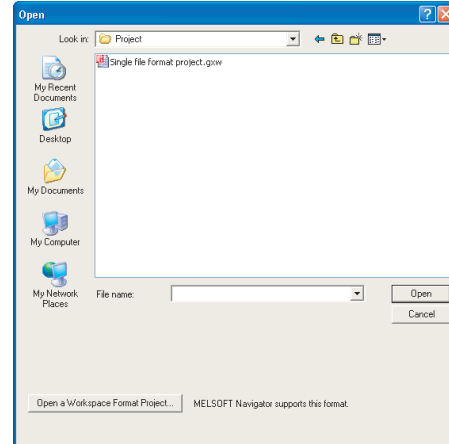 Open
Look in:
Project
Single file format project.gxw
My Recent
Documents
Desktop
My Documents
My Computer
My Network
Places
File name:
Open
Cancel
Open a Workspace Format Project...
MELSOFT Navigator supports this format.